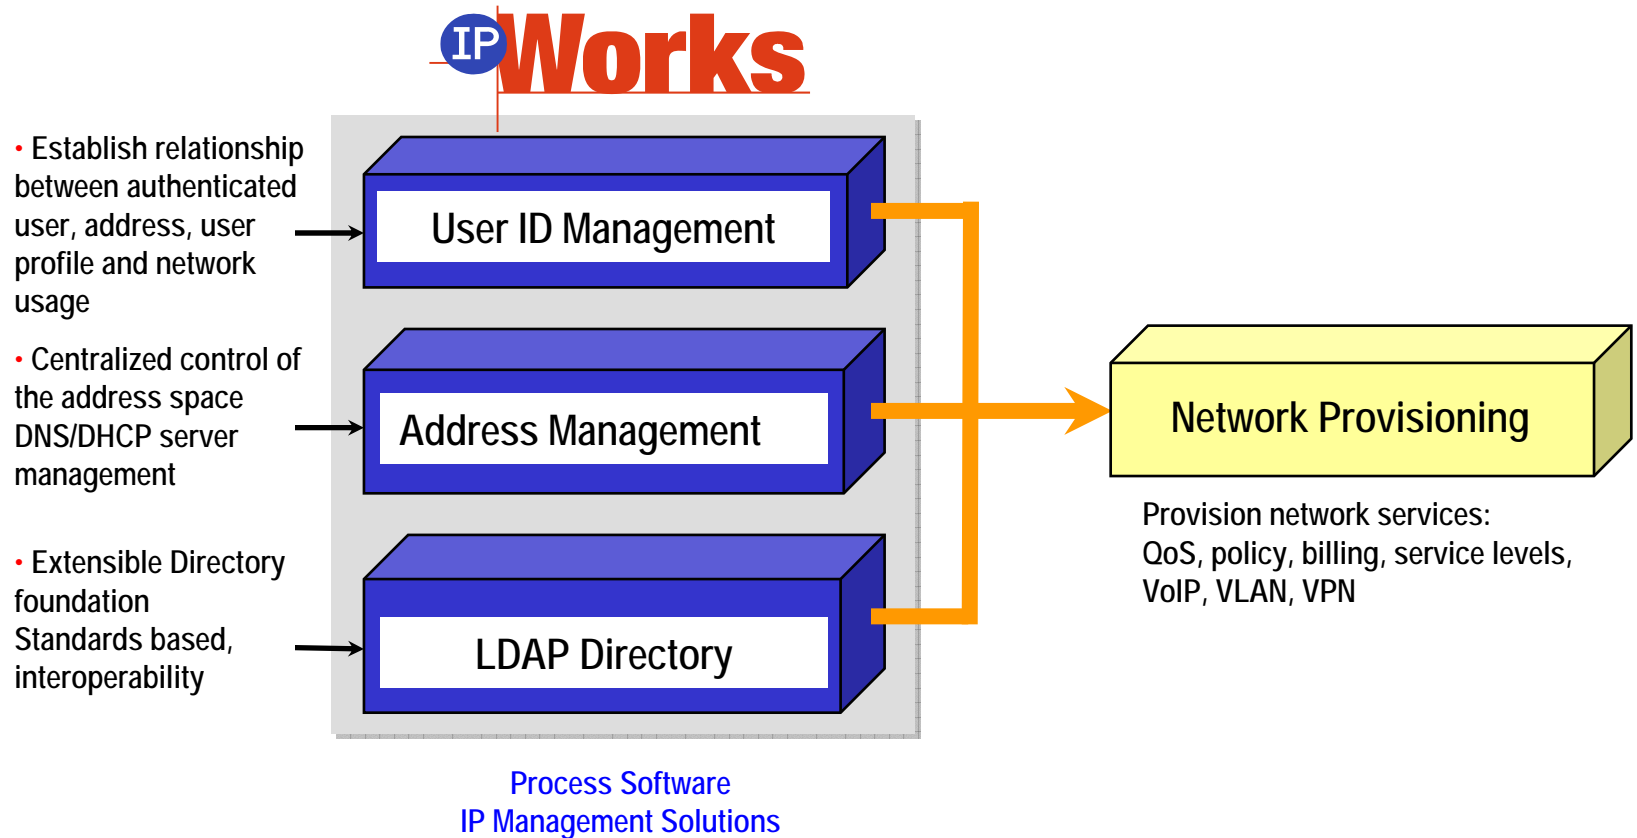 IP Works
• Establish relationship
between authenticated
user, address, user
profile and network
usage
User ID Management
• Centralized control of
the address space
DNS/DHCP server
management
Address Management
• Extensible Directory
foundation
Standards based,
interoperability
LDAP Directory
Network Provisioning
Provision network services:
QoS, policy, billing, service levels,
VoIP, VLAN, VPN
Process Software
IP Management Solutions